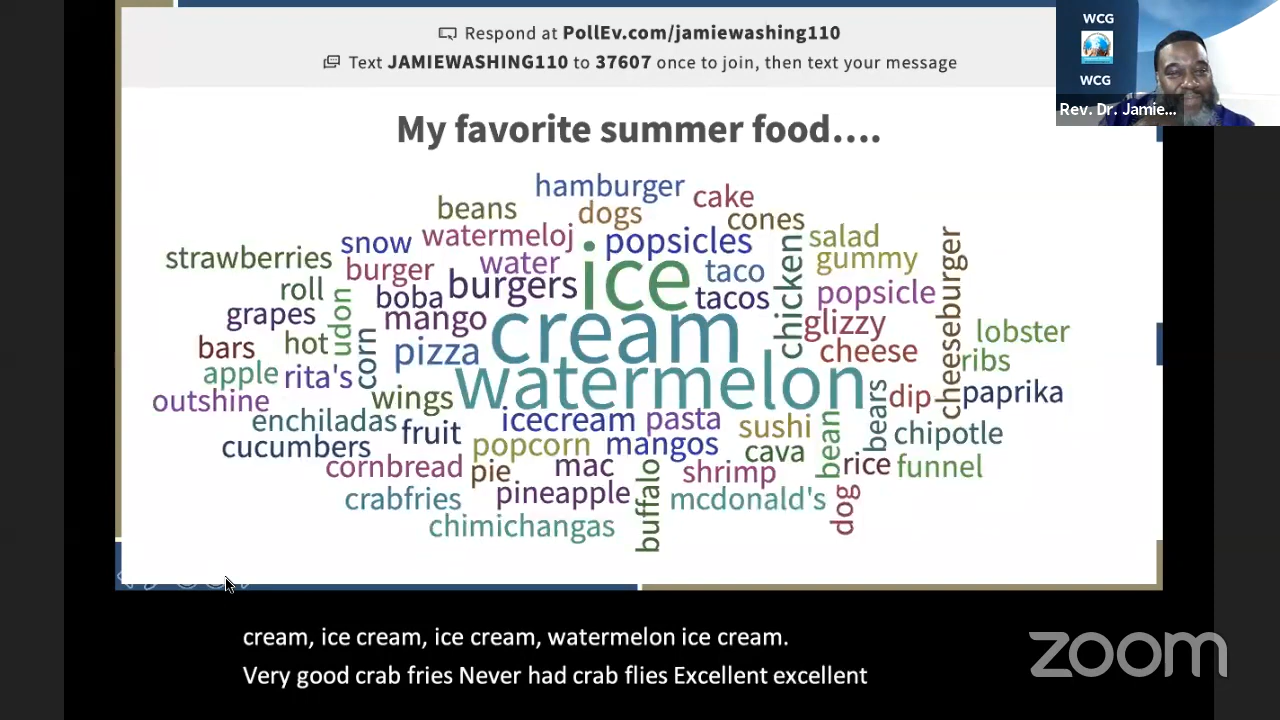 Respond at PollEv.com/jamiewashing110
Text JAMIEWASHING110 to 37607 once to join, then text your message
WCG
WCG
Rev. Dr. Jamie...
My favorite summer food....
hamburger
cake
beans
dogs
cones
snow
watermeloj
popsicles
salad
strawberries
burger
water
ice
taco
chicken
gummy
cheeseburger
roll
udon
boba
burgers
tacos
popsicle
grapes
mango
cream
glizzy
lobster
bars
hot
corn
pizza
cheese
ribs
apple
rita's
watermelon
outshine
wings
bears
dip
paprika
enchiladas
fruit
icecream
pasta
sushi
bean
chipotle
cucumbers
popcorn
mangos
cava
cornbread
pie
mac
shrimp
rice
funnel
crabfries
pineapple
buffalo
mcdonald's
dog
chimichangas
cream, ice cream, ice cream, watermelon ice cream.
Very good crab fries Never had crab flies Excellent excellent
zoom